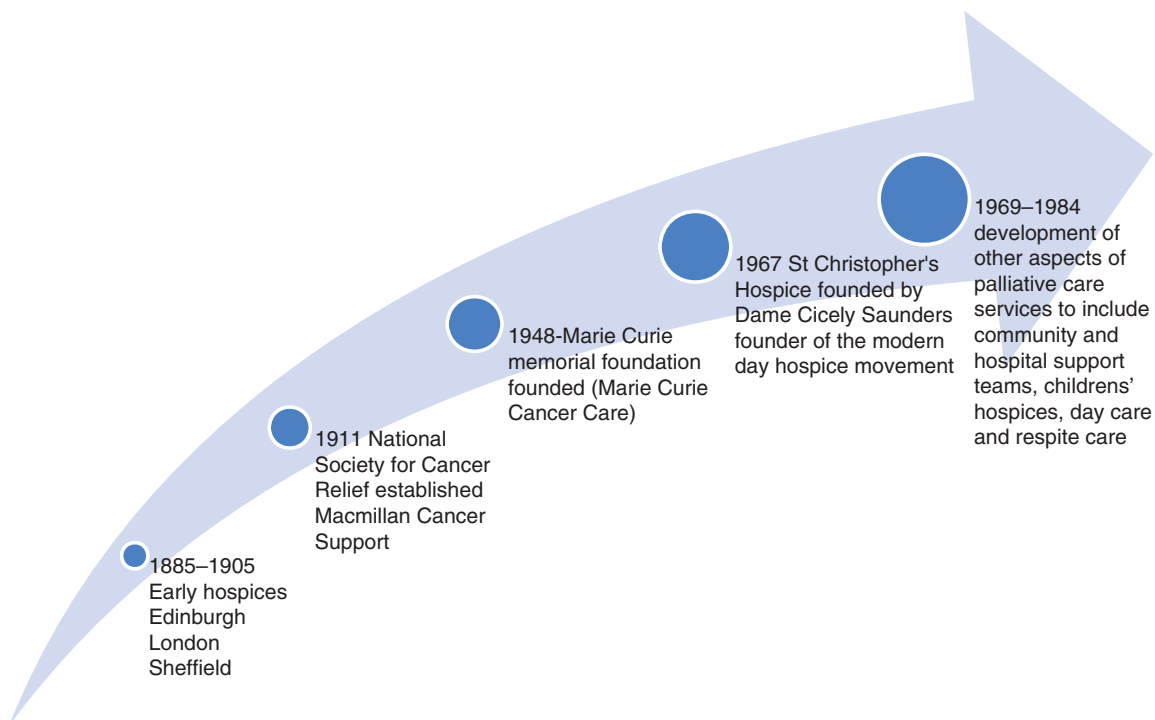 1885–1905
Early hospices
Edinburgh
London
Sheffield
1911 National
Society for Cancer
Relief established
Macmillan Cancer
Support
1948-Marie Curie
memorial foundation
founded (Marie Curie
Cancer Care)
1967 St Christopher's
Hospice founded by
Dame Cicely Saunders
founder of the modern
day hospice movement
1969–1984
development of
other aspects of
palliative care
services to include
community and
hospital support
teams, childrens’
hospices, day care
and respite care